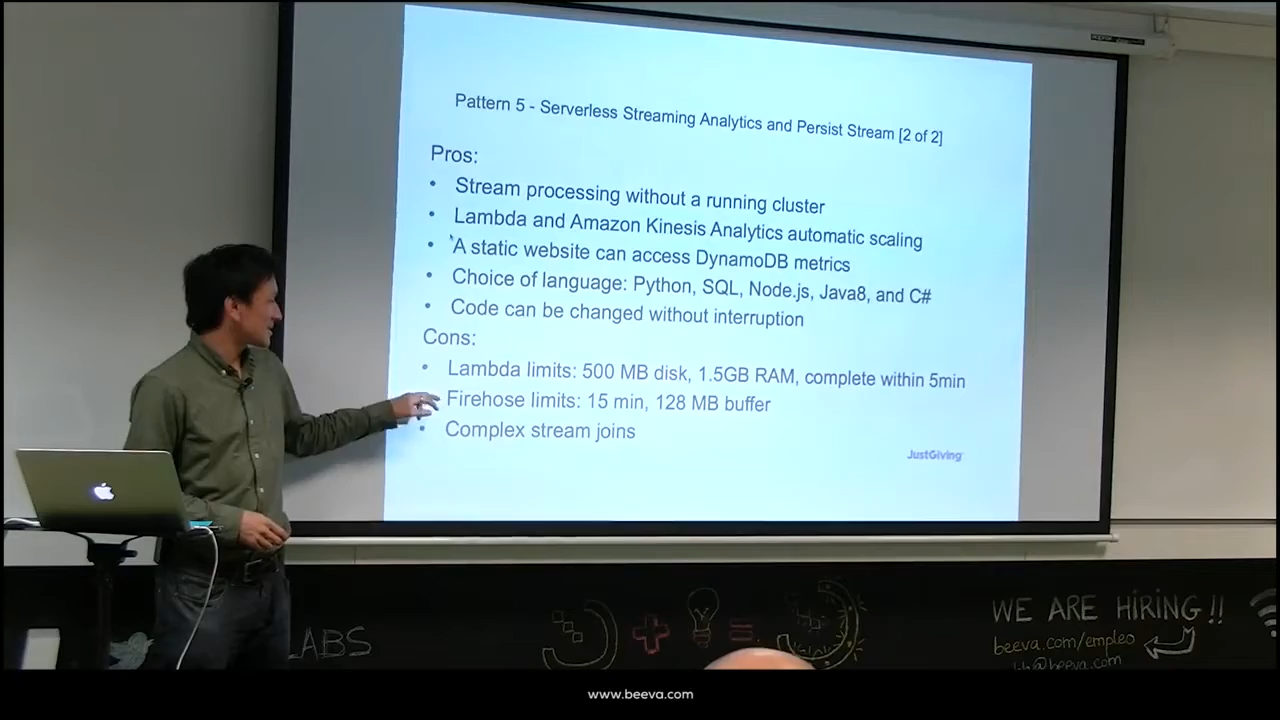 Pattern 5 - Serverless Streaming Analytics and Persist Stream [2 of 2]
Pros:
• Stream processing without a running cluster
• Lambda and Amazon Kinesis Analytics automatic scaling
• A static website can access DynamoDB metrics
• Choice of language: Python, SQL, Node.js, Java8, and C#
• Code can be changed without interruption
Cons:
• Lambda limits: 500 MB disk, 1.5GB RAM, complete within 5min
• Firehose limits: 15 min, 128 MB buffer
• Complex stream joins
JustGiving
LABS
WE ARE HIRING !!
beeva.com/empleo
@beeva.com
www.beeva.com